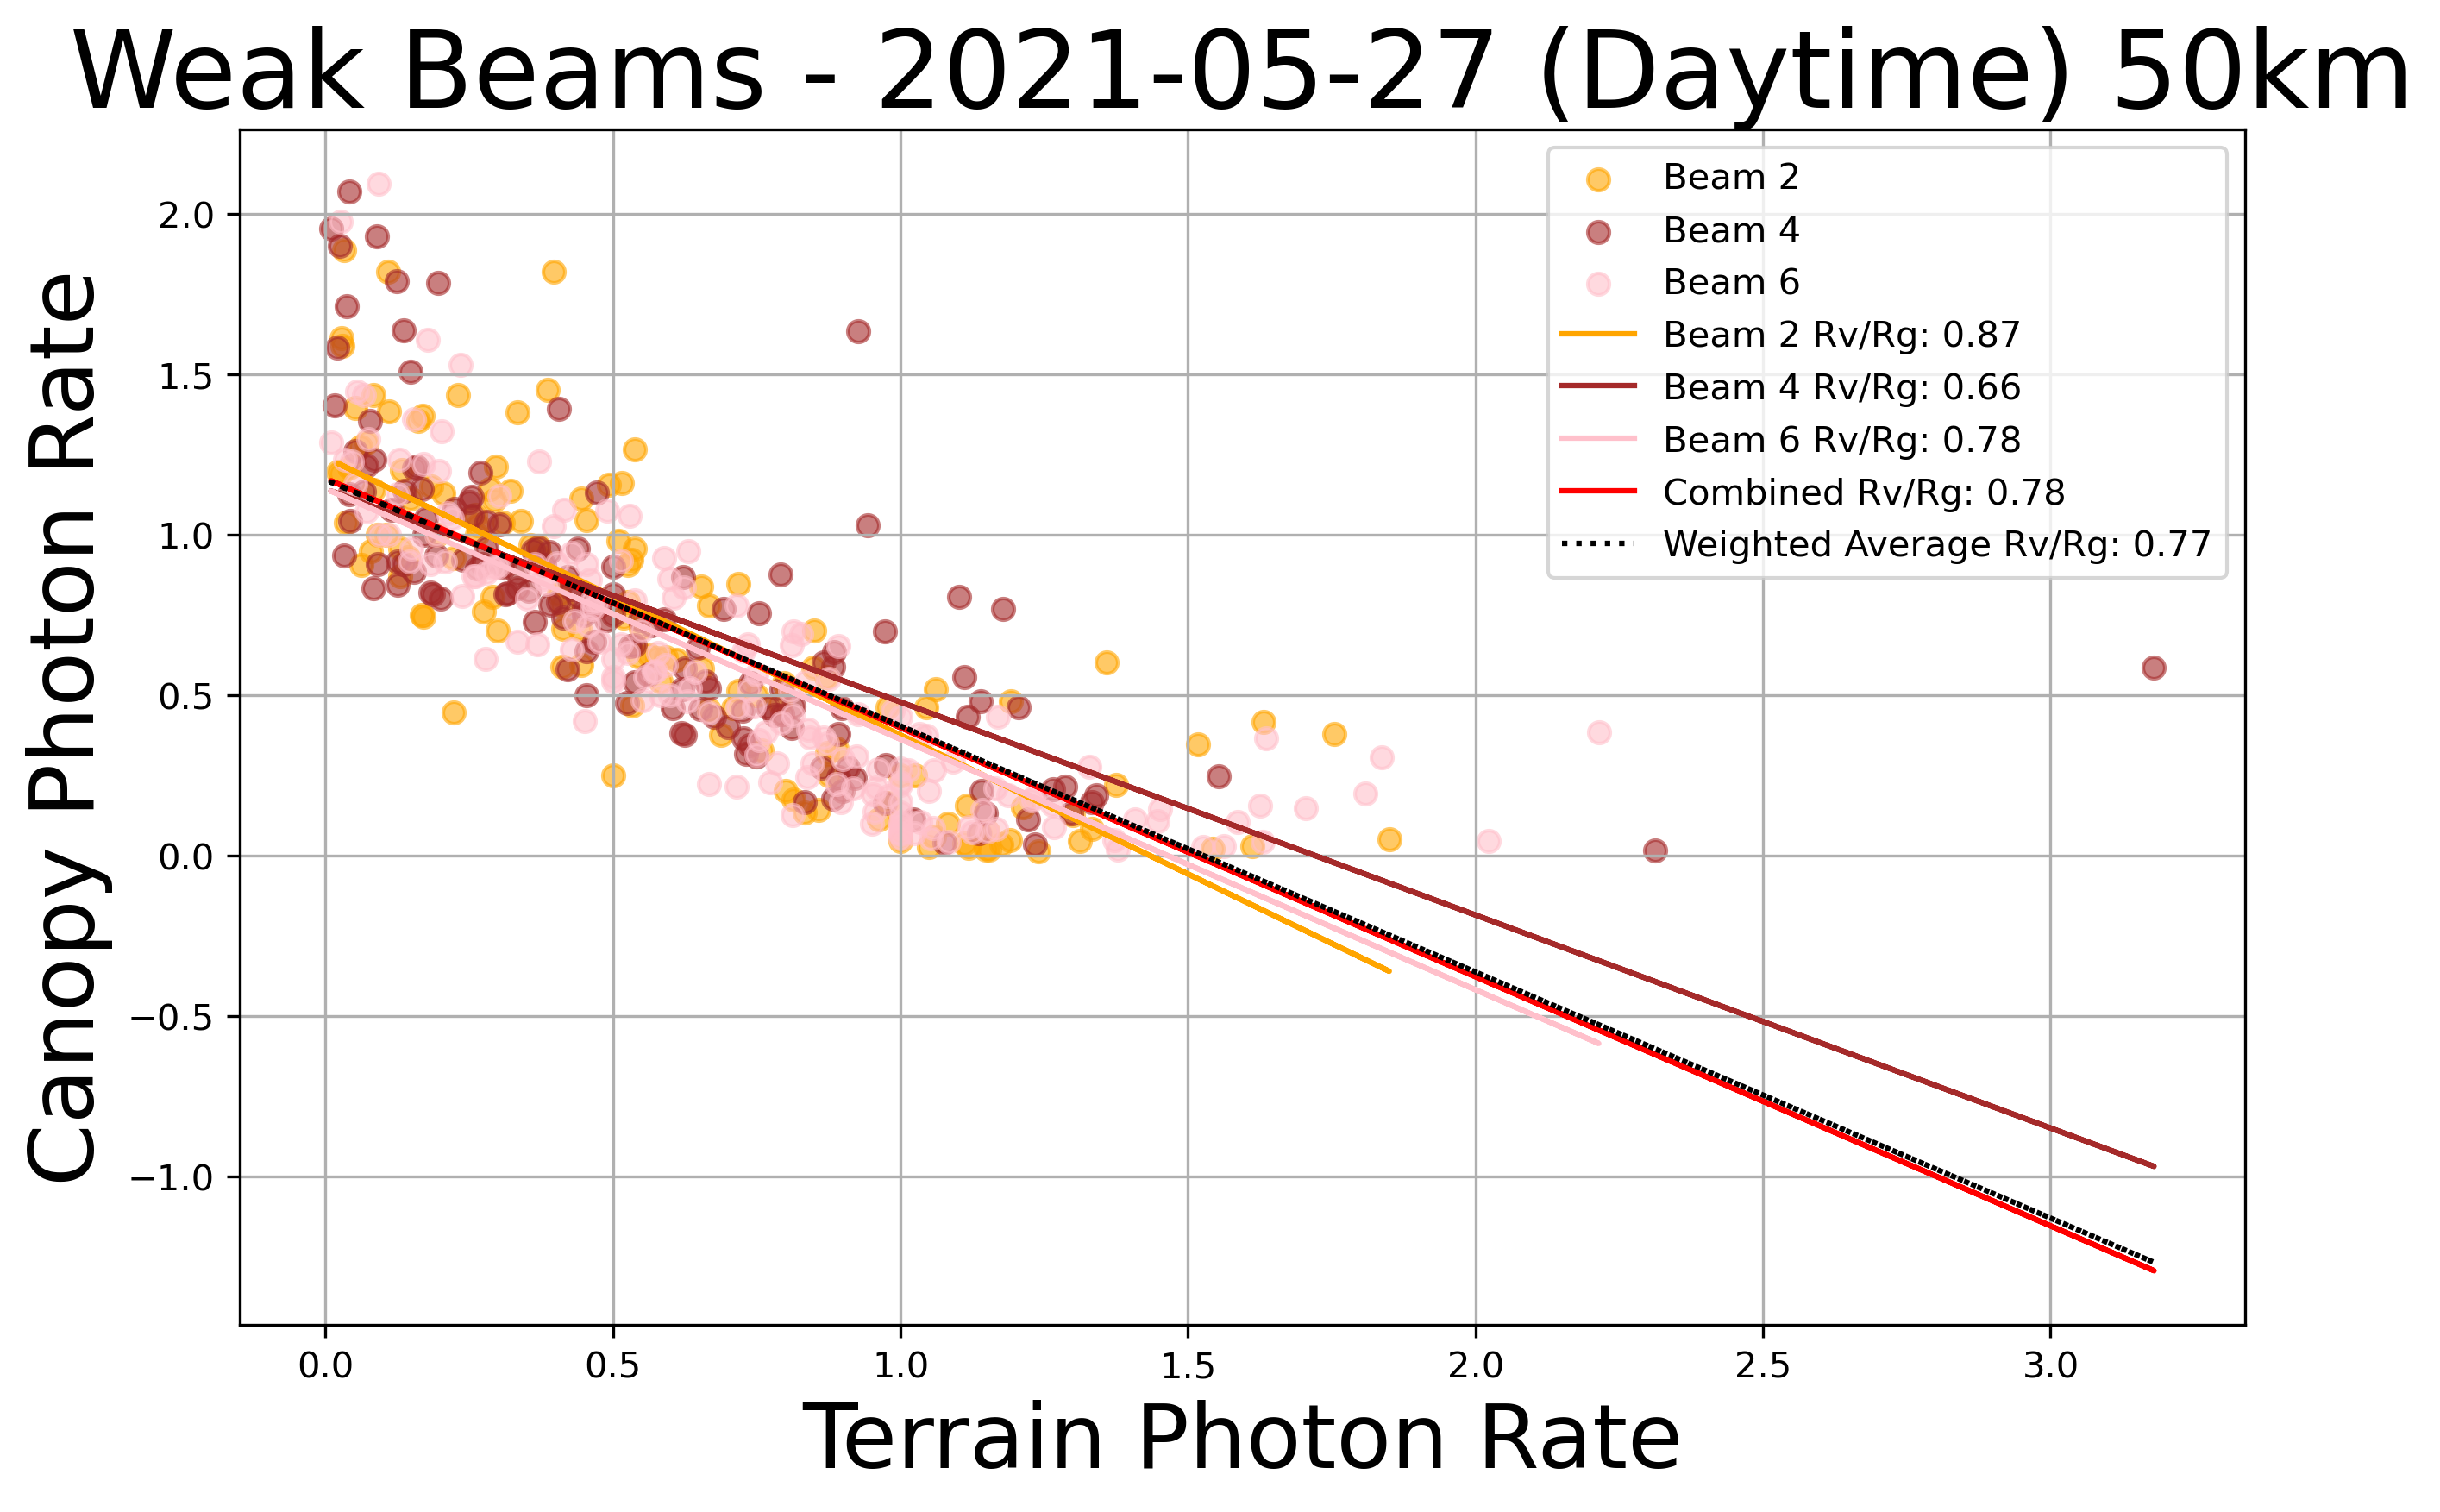 Weak Beams - 2021-05-27 (Daytime) 50km
Canopy Photon Rate
2.0
1.5
1.0
0.5
0.0
−0.5
−1.0
Beam 2
Beam 4
Beam 6
Beam 2 Rv/Rg: 0.87
Beam 4 Rv/Rg: 0.66
Beam 6 Rv/Rg: 0.78
Combined Rv/Rg: 0.78
Weighted Average Rv/Rg: 0.77
0.0 0.5 1.0 1.5 2.0 2.5 3.0
Terrain Photon Rate